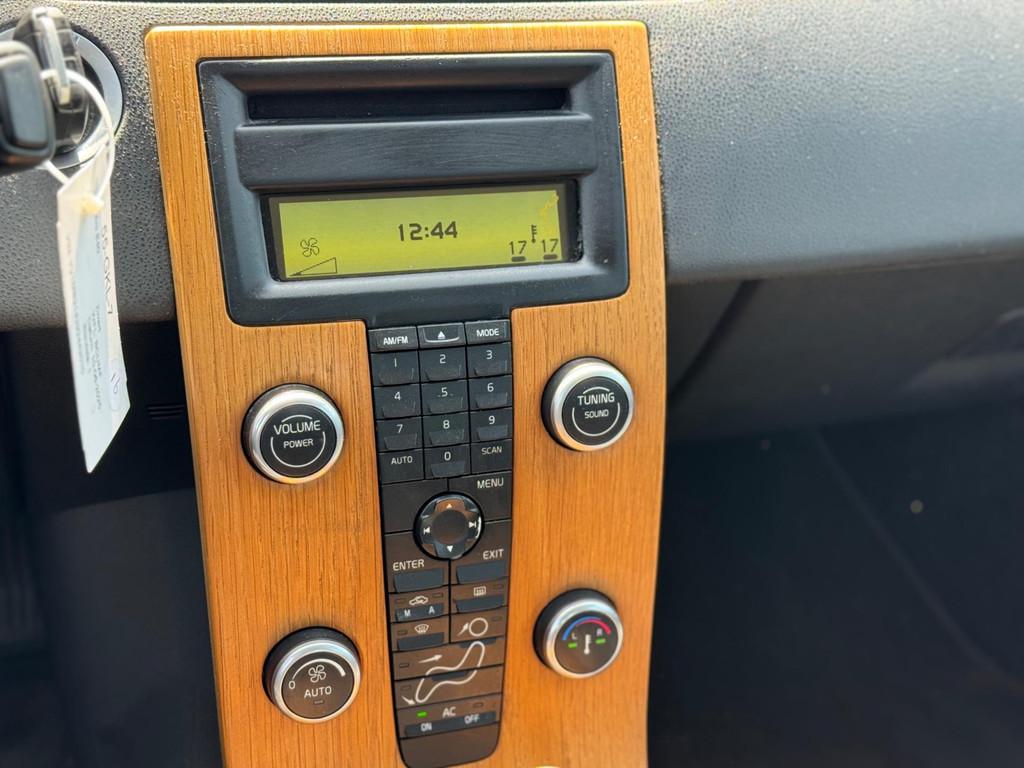 12:44
17 17
AM/FM
MODE
1 2 3
4 5 6
7 8 9
AUTO 0 SCAN
VOLUME
POWER
TUNING
SOUND
MENU
ENTER
EXIT
M A
L R
0
AUTO
AC
ON OFF